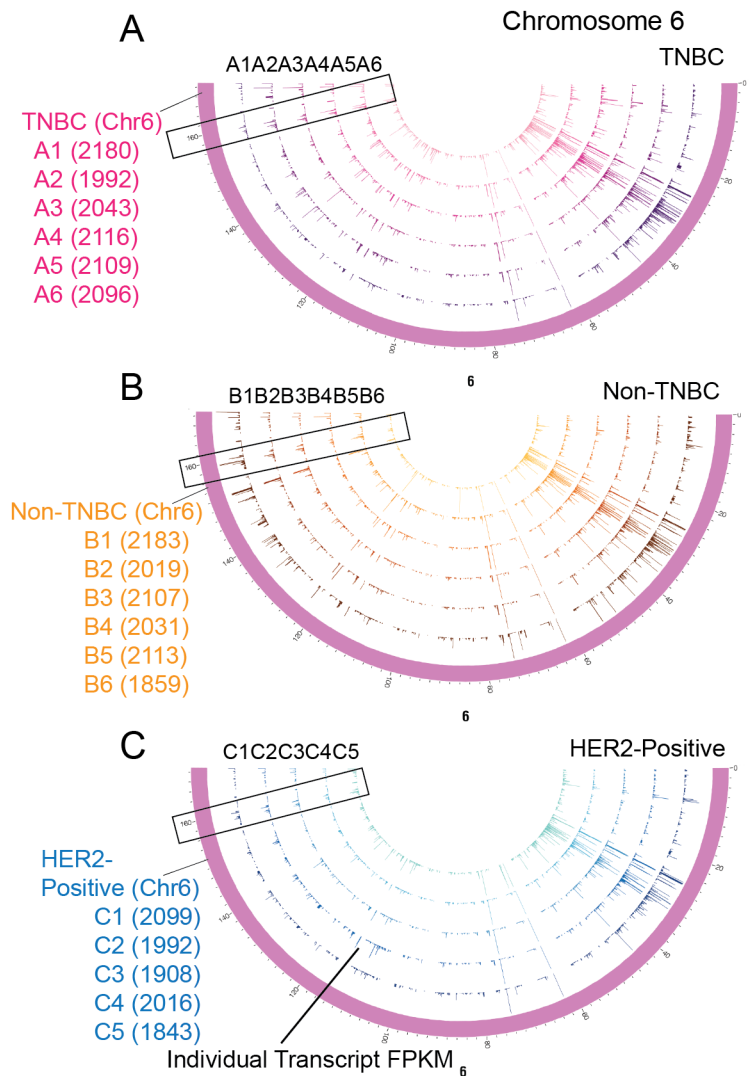 A
Chromosome 6
A1A2A3A4A5A6
TNBC
TNBC (Chr6)
A1 (2180)
A2 (1992)
A3 (2043)
A4 (2116)
A5 (2109)
A6 (2096)
0
20
40
60
80
100
120
140
160
6
B
B1B2B3B4B5B6
Non-TNBC
Non-TNBC (Chr6)
B1 (2183)
B2 (2019)
B3 (2107)
B4 (2031)
B5 (2113)
B6 (1859)
0
20
40
60
80
100
120
140
160
6
C
C1C2C3C4C5
HER2-Positive
HER2-
Positive (Chr6)
C1 (2099)
C2 (1992)
C3 (1908)
C4 (2016)
C5 (1843)
0
20
40
60
80
100
120
140
160
Individual Transcript FPKM
6